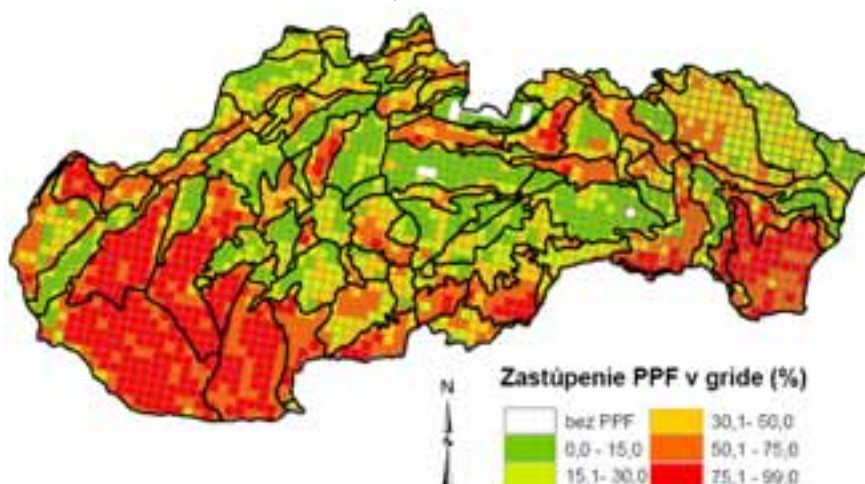 N
Zastúpenie PPF v gride (%)
bez PPF
0,0 - 15,0
15,1- 30,0
30,1- 50,0
50,1 - 75,0
75,1 - 99,0